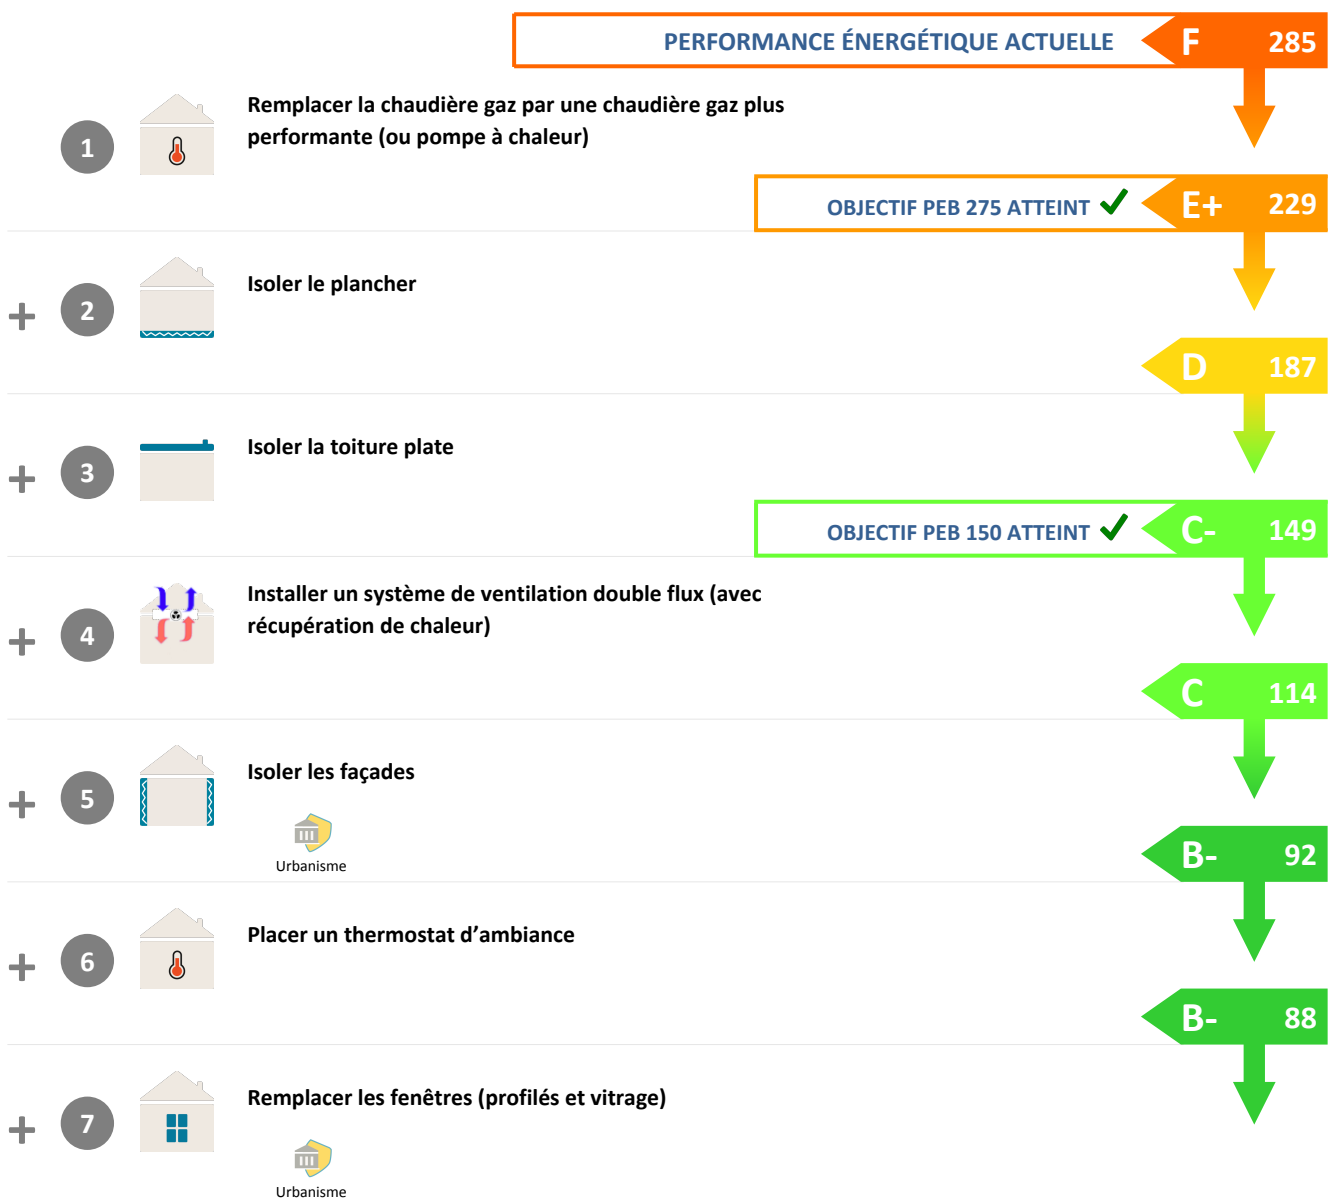 PERFORMANCE ÉNERGÉTIQUE ACTUELLE F 285
1 Remplacer la chaudière gaz par une chaudière gaz plus
performante (ou pompe à chaleur)
OBJECTIF PEB 275 ATTEINT E+ 229
+ 2 Isoler le plancher
D 187
+ 3 Isoler la toiture plate
OBJECTIF PEB 150 ATTEINT C- 149
+ 4 Installer un système de ventilation double flux (avec
récupération de chaleur)
C 114
+ 5 Isoler les façades
Urbanisme
B- 92
+ 6 Placer un thermostat d’ambiance
B- 88
+ 7 Remplacer les fenêtres (profilés et vitrage)
Urbanisme